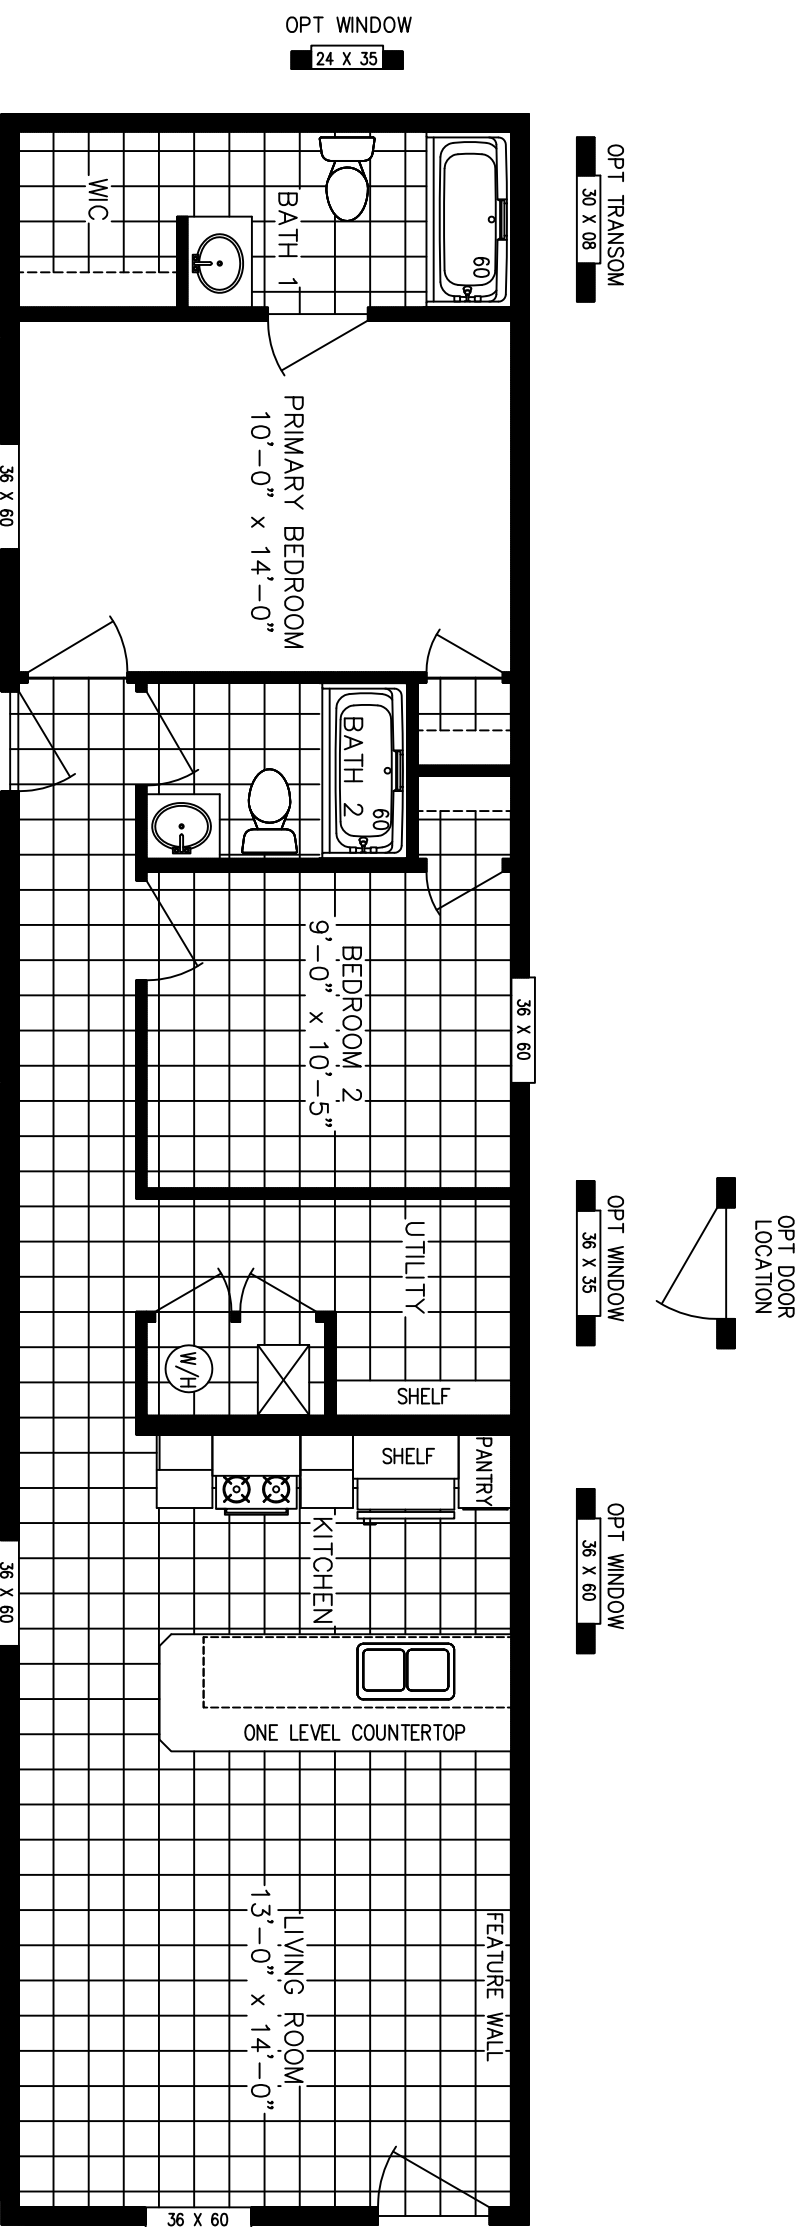 OPT WINDOW
24 X 35
OPT TRANSOM
30 X 08
WIC
BATH 1
60
PRIMARY BEDROOM
10'-0" x 14'-0"
36 X 60
BATH 2
60
BEDROOM 2
9'-0" x 10'-5"
36 X 60
OPT DOOR
LOCATION
OPT WINDOW
36 X 35
UTILITY
W/H
SHELF
SHELF
PANTRY
OPT WINDOW
36 X 60
KITCHEN
36 X 60
ONE LEVEL COUNTERTOP
FEATURE WALL
LIVING ROOM
13'-0" x 14'-0"
36 X 60